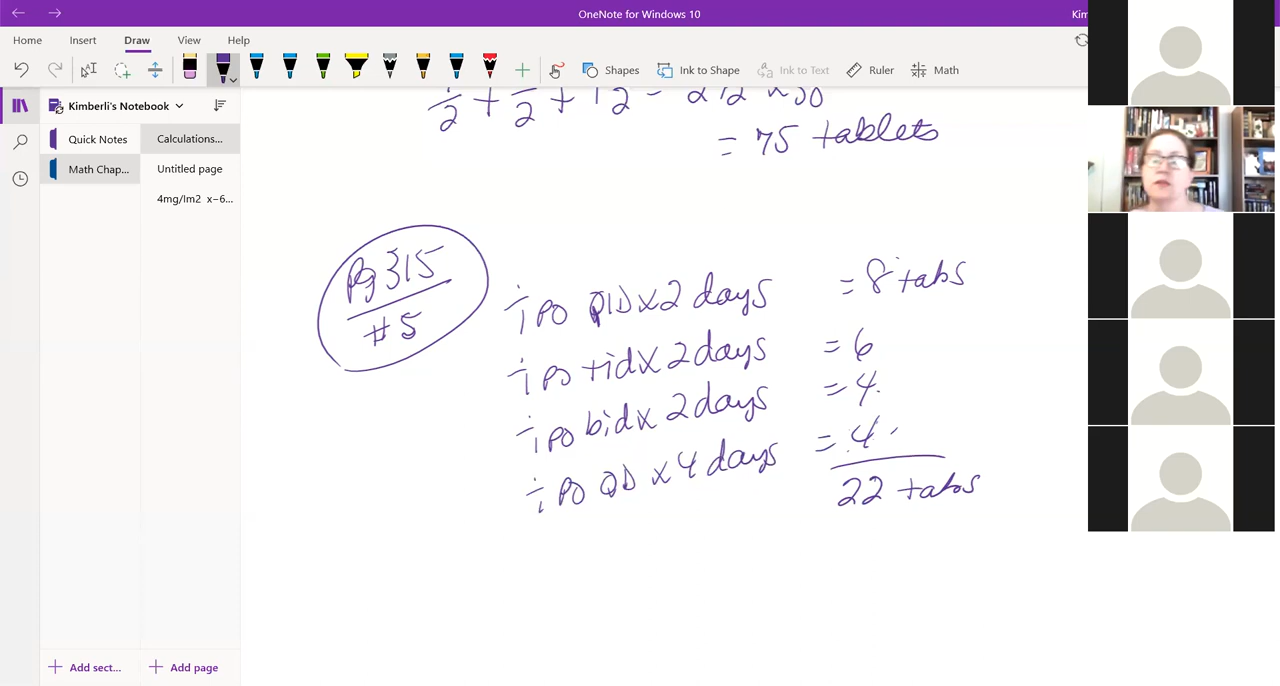 OneNote for Windows 10
Kim
Home Insert Draw View Help
Shapes Ink to Shape Ink to Text Ruler Math
Kimberli's Notebook
Quick Notes
Math Chap...
Calculations...
Untitled page
4mg/lm2 x−6...
= 75 tablets
Pg 315
#5
i po QID x 2 days = 8 tabs
i po tid x 2 days = 6
i po bid x 2 days = 4
i po QD x 4 days = 4
22 tabs
Add sect...
Add page